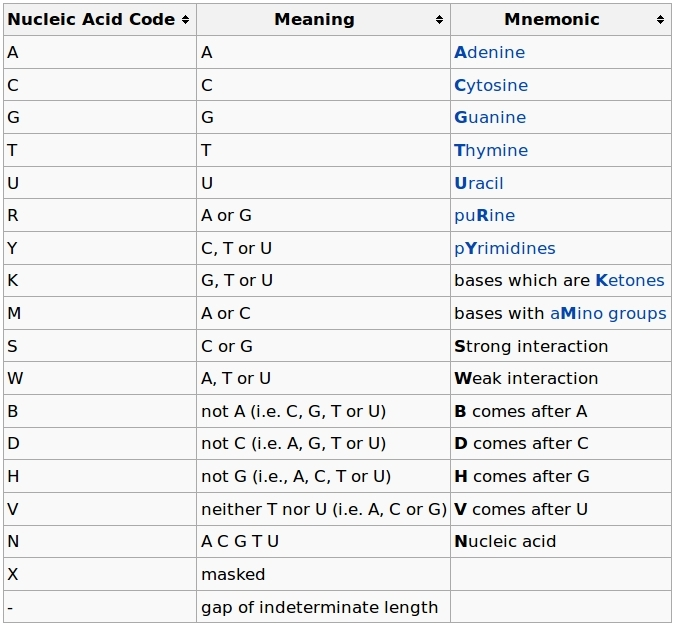 Nucleic Acid Code Meaning Mnemonic
A A Adenine
C C Cytosine
G G Guanine
T T Thymine
U U Uracil
R A or G puRine
Y C, T or U pYrimidines
K G, T or U bases which are Ketones
M A or C bases with aMino groups
S C or G Strong interaction
W A, T or U Weak interaction
B not A (i.e. C, G, T or U) B comes after A
D not C (i.e. A, G, T or U) D comes after C
H not G (i.e., A, C, T or U) H comes after G
V neither T nor U (i.e. A, C or G) V comes after U
N A C G T U Nucleic acid
X masked
- gap of indeterminate length